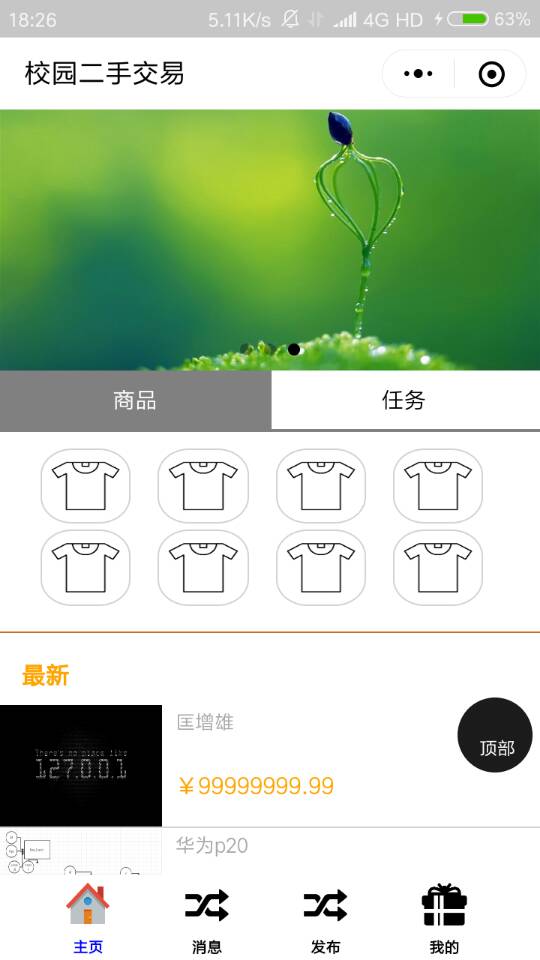 18:26 5.11K/s 4G HD 63%
校园二手交易
商品 任务
最新
匡增雄
There's no place like
127.0.0.1
￥99999999.99
顶部
华为p20
主页 消息 发布 我的